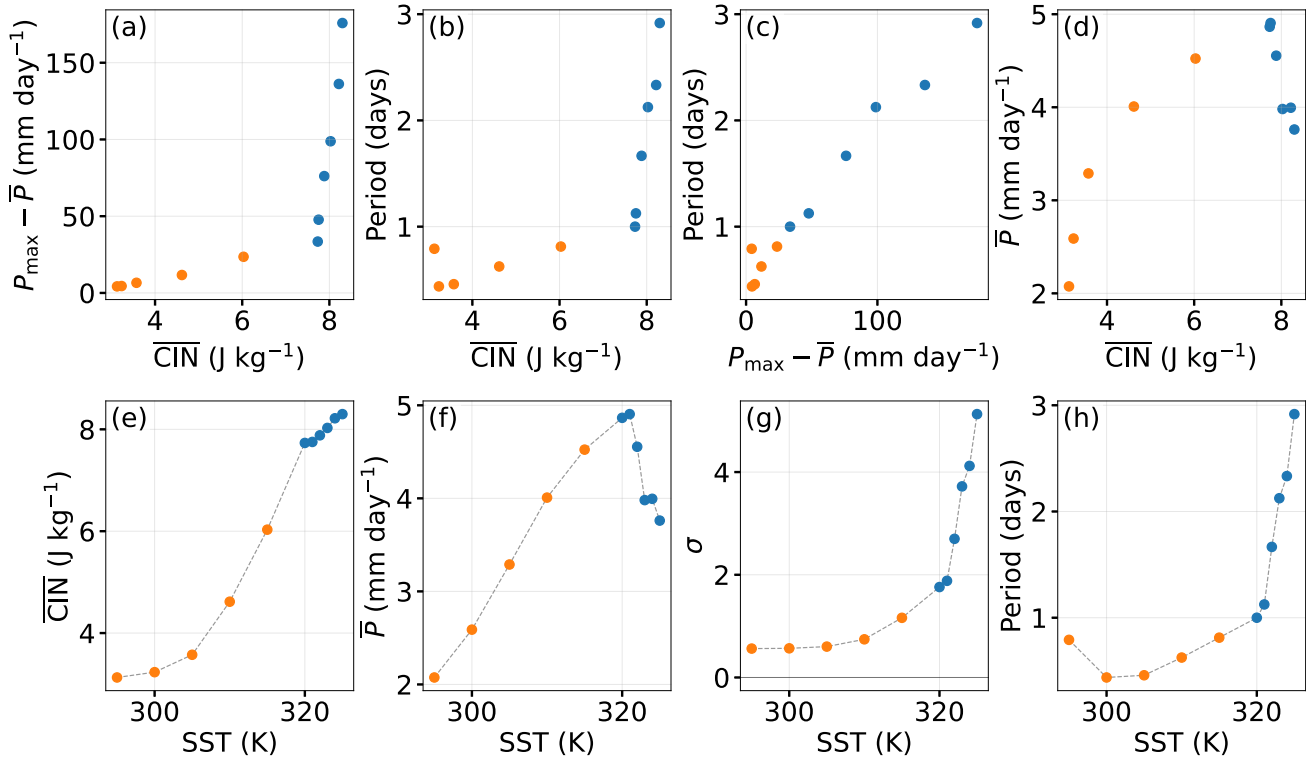 (a)
150
100
50
0
4 6 8
P_max − P̅ (mm day⁻¹)
C̅I̅N̅ (J kg⁻¹)
(b)
3
2
1
4 6 8
Period (days)
C̅I̅N̅ (J kg⁻¹)
(c)
3
2
1
0
0 100
Period (days)
P_max − P̅ (mm day⁻¹)
(d)
5
4
3
2
4 6 8
P̅ (mm day⁻¹)
C̅I̅N̅ (J kg⁻¹)
(e)
8
6
4
300 320
C̅I̅N̅ (J kg⁻¹)
SST (K)
(f)
5
4
3
2
300 320
P̅ (mm day⁻¹)
SST (K)
(g)
4
2
0
300 320
σ
SST (K)
(h)
3
2
1
300 320
Period (days)
SST (K)